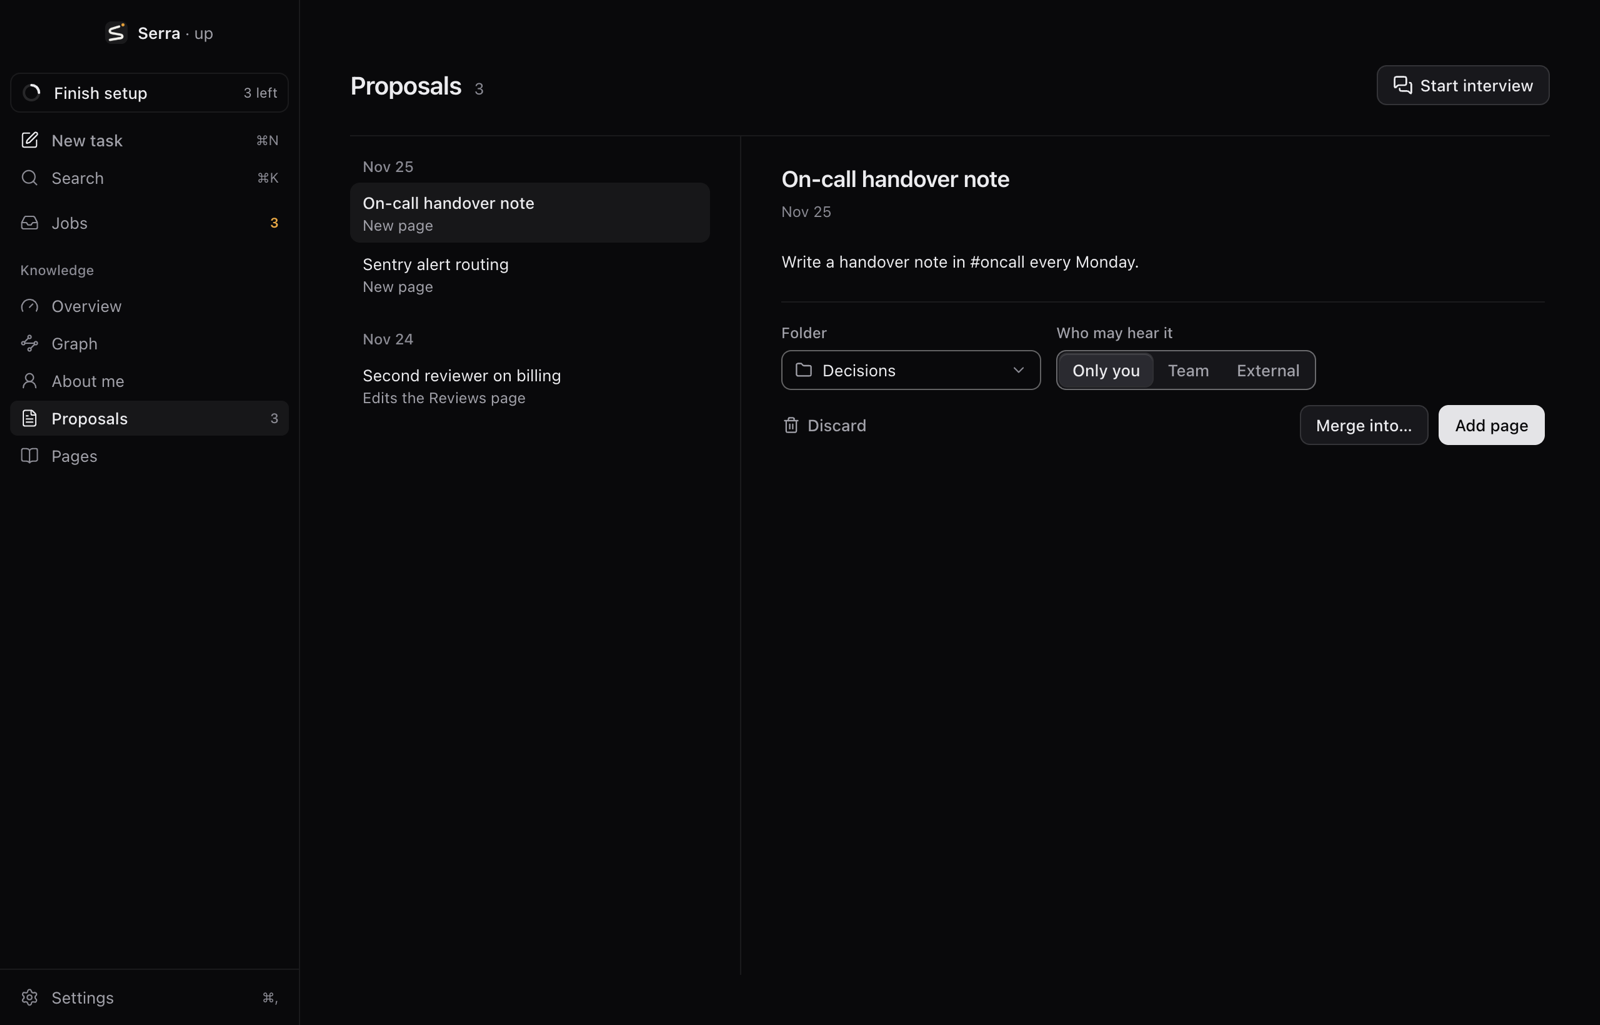 Serra · up
Finish setup 3 left
New task ⌘N
Search ⌘K
Jobs 3
Knowledge
Overview
Graph
About me
Proposals 3
Pages
Settings ⌘,
Proposals 3
Start interview
Nov 25
On-call handover note
New page
Sentry alert routing
New page
Nov 24
Second reviewer on billing
Edits the Reviews page
On-call handover note
Nov 25
Write a handover note in #oncall every Monday.
Folder
Decisions
Who may hear it
Only you Team External
Discard
Merge into...
Add page